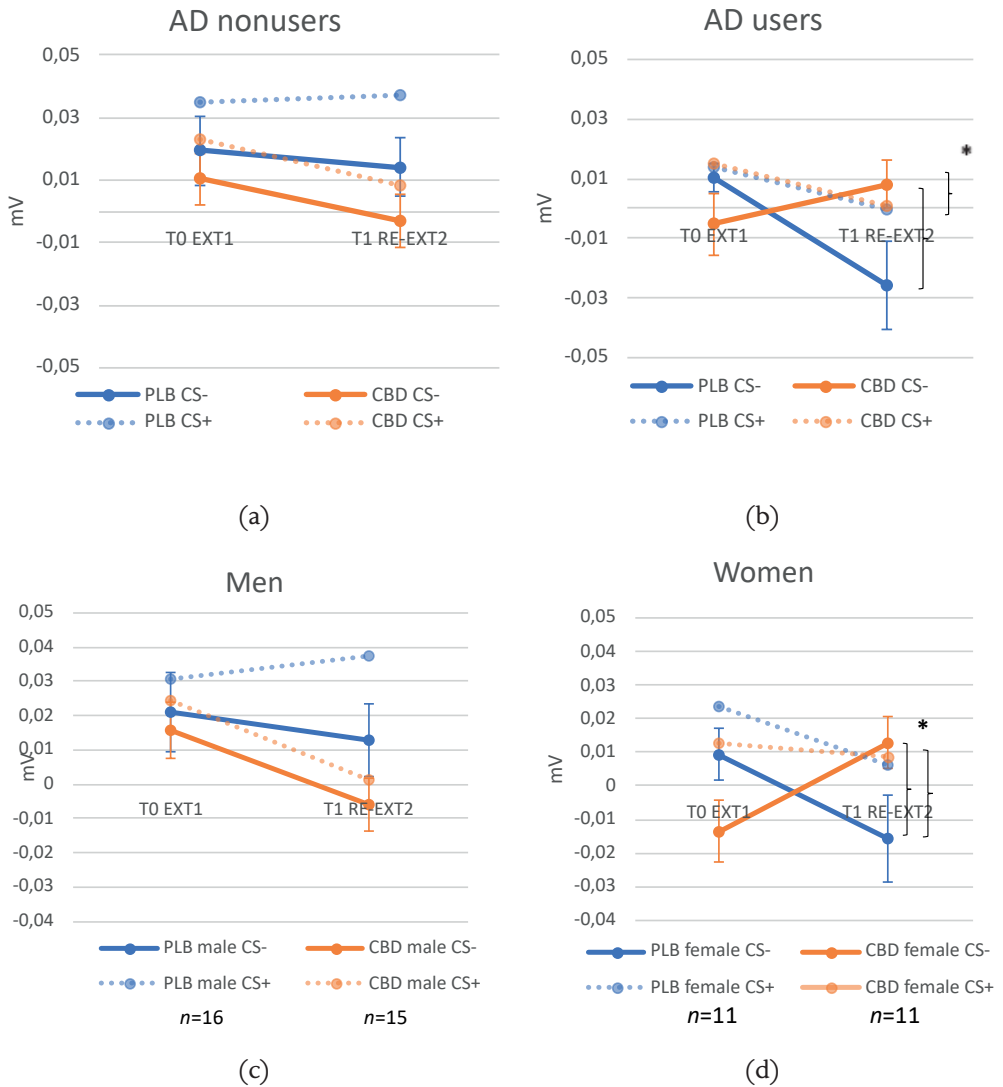 AD nonusers
0,05
0,03
0,01
-0,01
-0,03
-0,05
mV
T0 EXT1
T1 RE-EXT2
PLB CS-
CBD CS-
PLB CS+
CBD CS+
(a)
AD users
0,05
0,03
0,01
-0,01
-0,03
-0,05
mV
T0 EXT1
T1 RE-EXT2
*
PLB CS-
CBD CS-
PLB CS+
CBD CS+
(b)
Men
0,05
0,04
0,03
0,02
0,01
0
-0,01
-0,02
-0,03
-0,04
mV
T0 EXT1
T1 RE-EXT2
PLB male CS-
CBD male CS-
PLB male CS+
CBD male CS+
n=16
n=15
(c)
Women
0,05
0,04
0,03
0,02
0,01
0
-0,01
-0,02
-0,03
-0,04
mV
T0 EXT1
T1 RE-EXT2
*
PLB female CS-
CBD female CS-
PLB female CS+
CBD female CS+
n=11
n=11
(d)